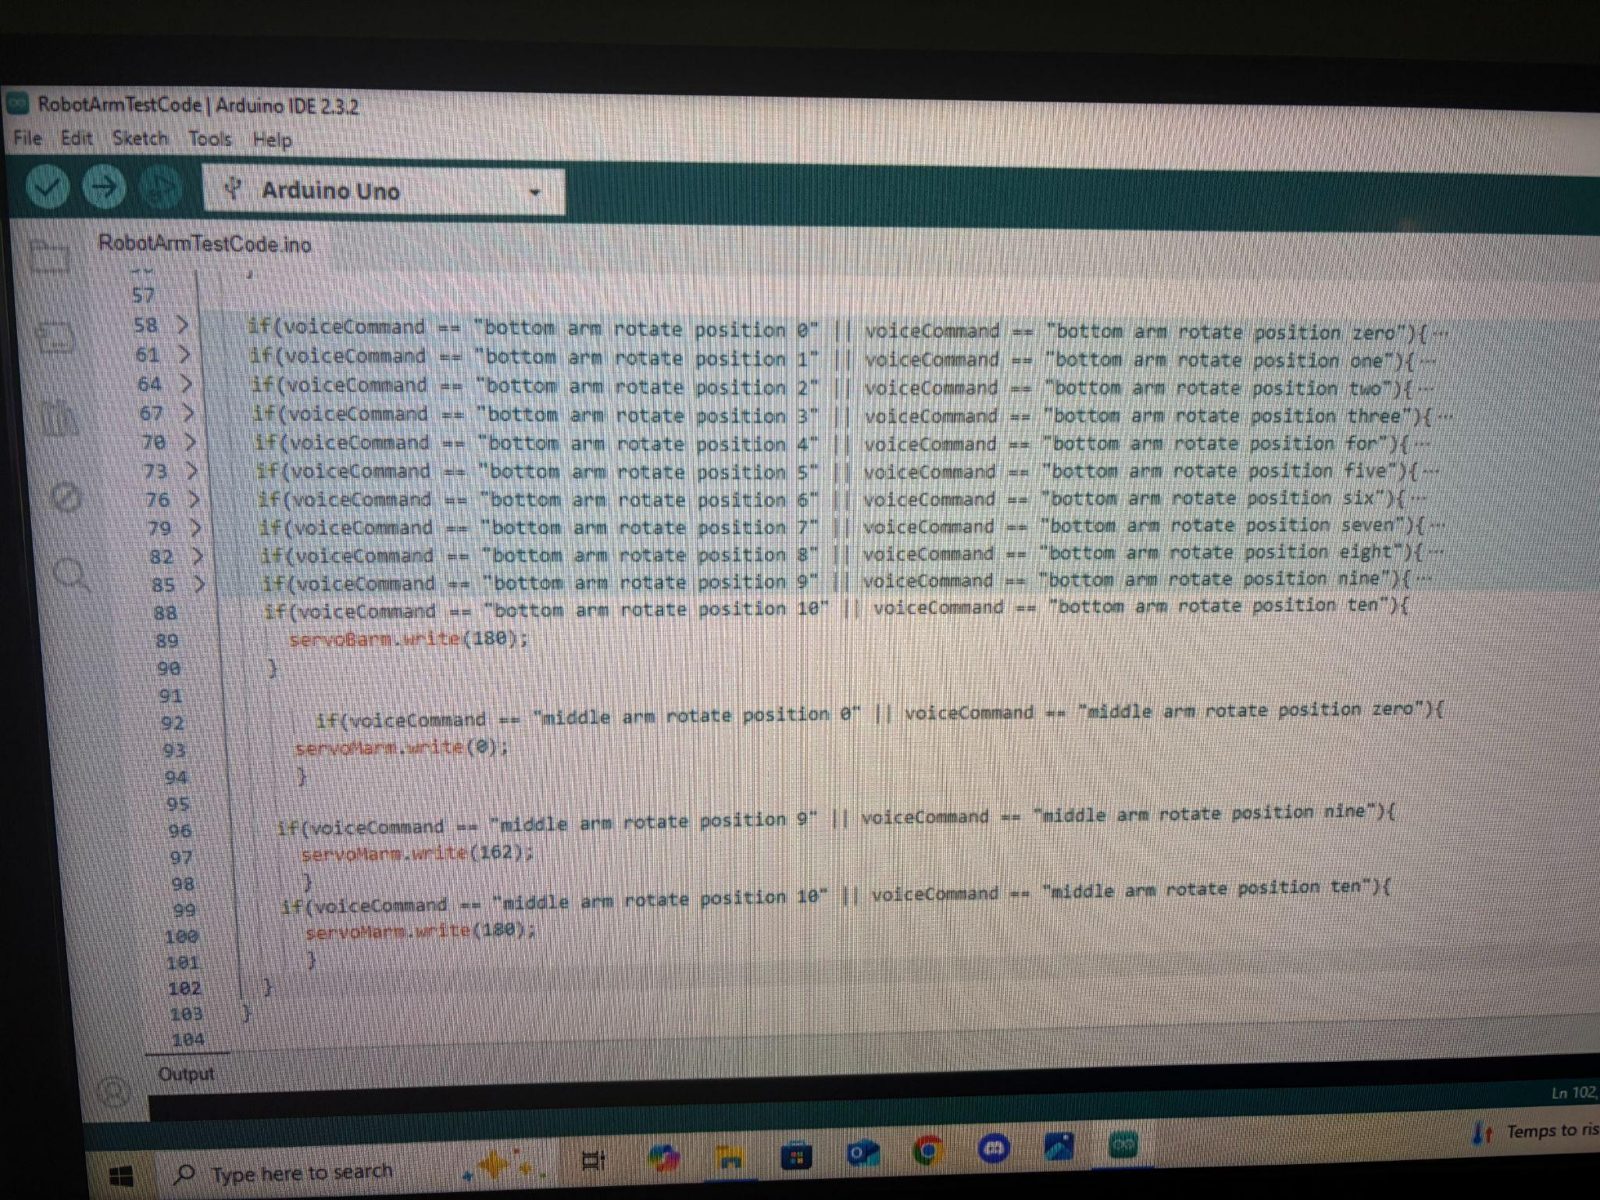 RobotArmTestCode | Arduino IDE 2.3.2
File Edit Sketch Tools Help
Arduino Uno
RobotArmTestCode.ino
57
58 if(voiceCommand == "bottom arm rotate position 0" || voiceCommand == "bottom arm rotate position zero"){···
61 if(voiceCommand == "bottom arm rotate position 1" || voiceCommand == "bottom arm rotate position one"){···
64 if(voiceCommand == "bottom arm rotate position 2" || voiceCommand == "bottom arm rotate position two"){···
67 if(voiceCommand == "bottom arm rotate position 3" || voiceCommand == "bottom arm rotate position three"){···
70 if(voiceCommand == "bottom arm rotate position 4" || voiceCommand == "bottom arm rotate position for"){···
73 if(voiceCommand == "bottom arm rotate position 5" || voiceCommand == "bottom arm rotate position five"){···
76 if(voiceCommand == "bottom arm rotate position 6" || voiceCommand == "bottom arm rotate position six"){···
79 if(voiceCommand == "bottom arm rotate position 7" || voiceCommand == "bottom arm rotate position seven"){···
82 if(voiceCommand == "bottom arm rotate position 8" || voiceCommand == "bottom arm rotate position eight"){···
85 if(voiceCommand == "bottom arm rotate position 9" || voiceCommand == "bottom arm rotate position nine"){···
88 if(voiceCommand == "bottom arm rotate position 10" || voiceCommand == "bottom arm rotate position ten"){
89 servoBarm.write(180);
90 }
91
92 if(voiceCommand == "middle arm rotate position 0" || voiceCommand == "middle arm rotate position zero"){
93 servoMarm.write(0);
94 }
95
96 if(voiceCommand == "middle arm rotate position 9" || voiceCommand == "middle arm rotate position nine"){
97 servoMarm.write(162);
98 }
99 if(voiceCommand == "middle arm rotate position 10" || voiceCommand == "middle arm rotate position ten"){
100 servoMarm.write(180);
101 }
102 }
103 }
104
Output
Ln 102,
Type here to search
Temps to ris